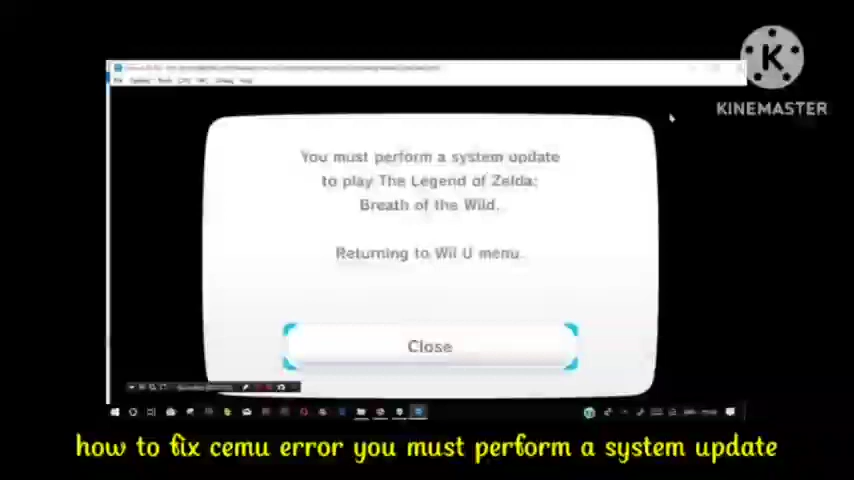 KINEMASTER
You must perform a system update
to play The Legend of Zelda:
Breath of the Wild.
Returning to Wii U menu.
Close
how to fix cemu error you must perform a system update